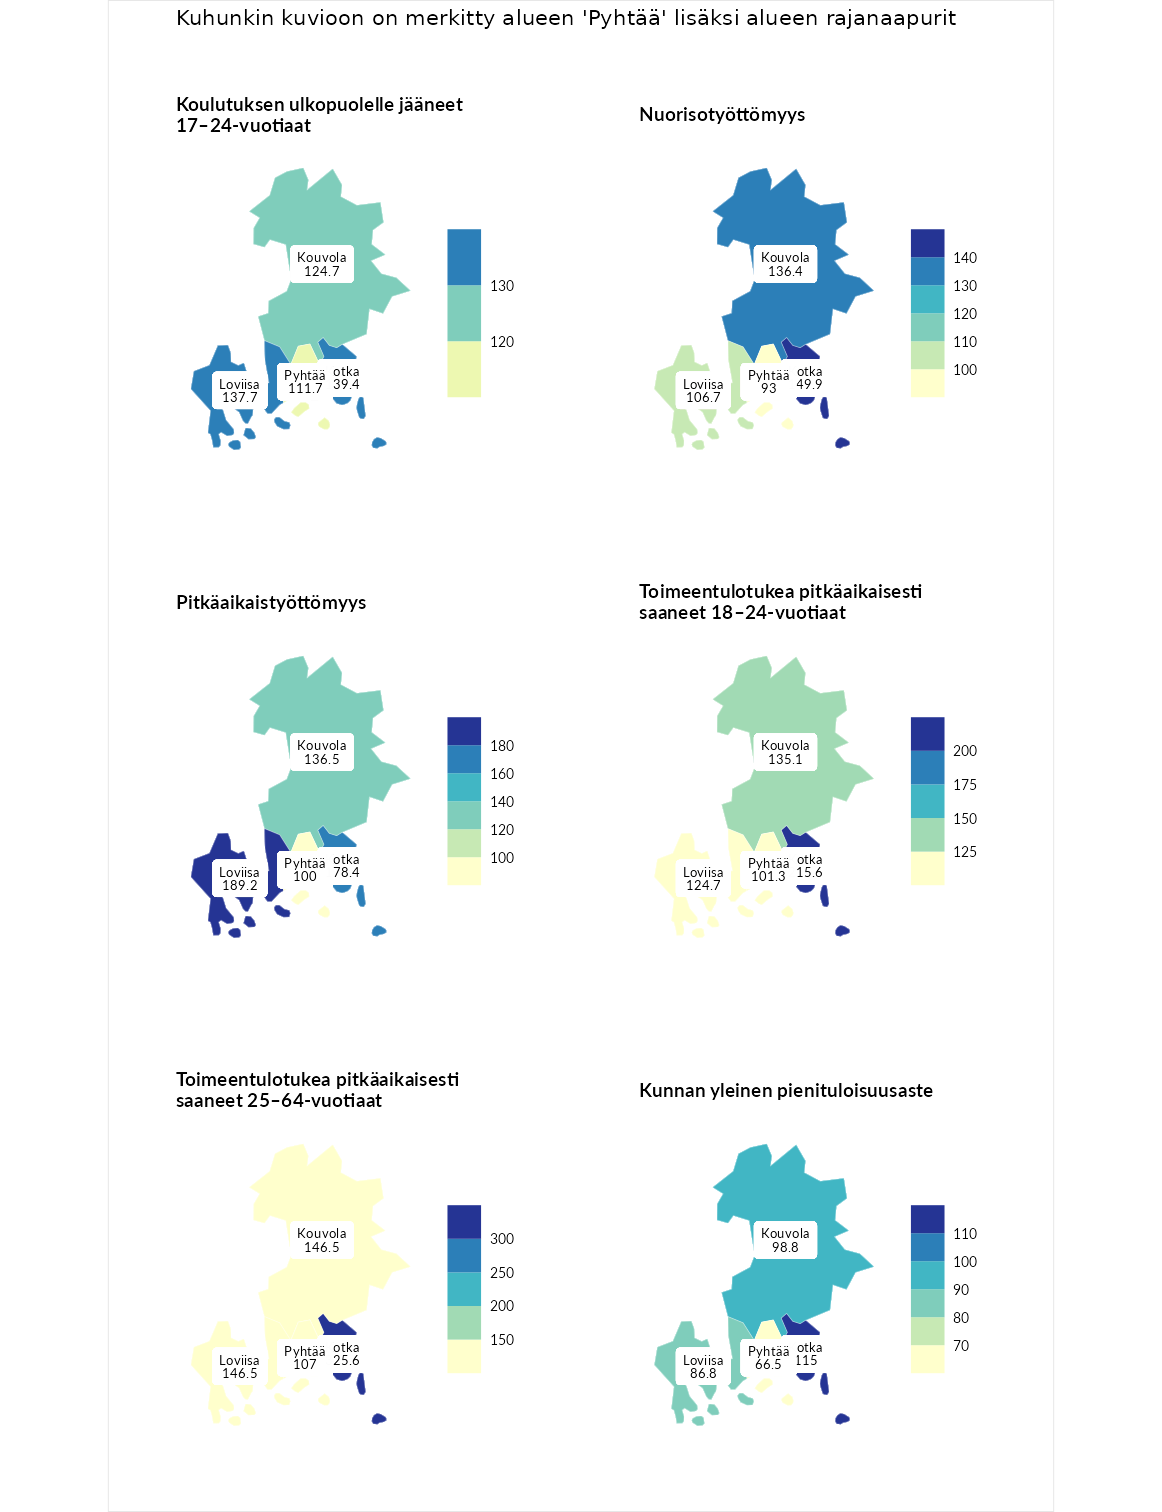 Kuhunkin kuvioon on merkitty alueen 'Pyhtää' lisäksi alueen rajanaapurit
Koulutuksen ulkopuolelle jääneet
17–24-vuotiaat
Kouvola
124.7
Loviisa
137.7
Pyhtää
111.7
otka
39.4
130
120
Nuorisotyöttömyys
Kouvola
136.4
Loviisa
106.7
Pyhtää
93
otka
49.9
140
130
120
110
100
Pitkäaikaistyöttömyys
Kouvola
136.5
Loviisa
189.2
Pyhtää
100
otka
78.4
180
160
140
120
100
Toimeentulotukea pitkäaikaisesti
saaneet 18–24-vuotiaat
Kouvola
135.1
Loviisa
124.7
Pyhtää
101.3
otka
15.6
200
175
150
125
Toimeentulotukea pitkäaikaisesti
saaneet 25–64-vuotiaat
Kouvola
146.5
Loviisa
146.5
Pyhtää
107
otka
25.6
300
250
200
150
Kunnan yleinen pienituloisuusaste
Kouvola
98.8
Loviisa
86.8
Pyhtää
66.5
otka
115
110
100
90
80
70